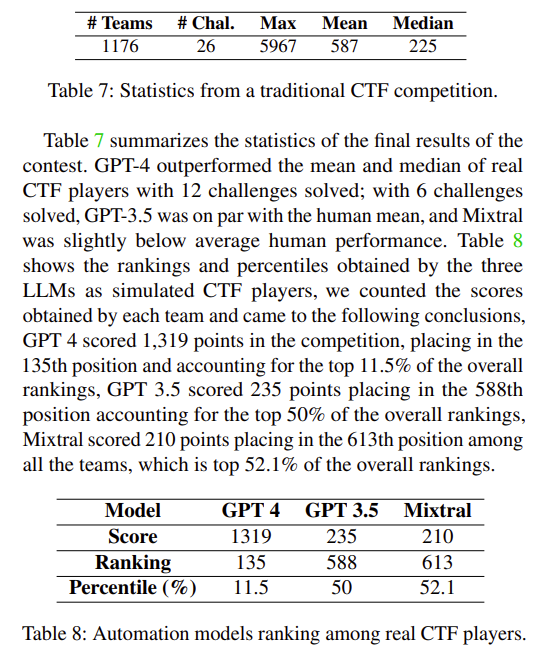 # Teams # Chal. Max Mean Median
1176 26 5967 587 225
Table 7: Statistics from a traditional CTF competition.
Table 7 summarizes the statistics of the final results of the
contest. GPT-4 outperformed the mean and median of real
CTF players with 12 challenges solved; with 6 challenges
solved, GPT-3.5 was on par with the human mean, and Mixtral
was slightly below average human performance. Table 8
shows the rankings and percentiles obtained by the three
LLMs as simulated CTF players, we counted the scores
obtained by each team and came to the following conclusions,
GPT 4 scored 1,319 points in the competition, placing in the
135th position and accounting for the top 11.5% of the overall
rankings, GPT 3.5 scored 235 points placing in the 588th
position accounting for the top 50% of the overall rankings,
Mixtral scored 210 points placing in the 613th position among
all the teams, which is top 52.1% of the overall rankings.
Model GPT 4 GPT 3.5 Mixtral
Score 1319 235 210
Ranking 135 588 613
Percentile (%) 11.5 50 52.1
Table 8: Automation models ranking among real CTF players.